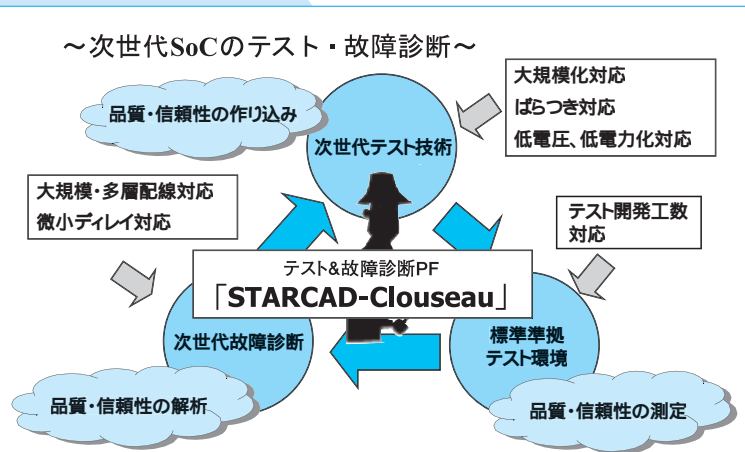 ～次世代SoCのテスト・故障診断～
品質・信頼性の作り込み
次世代テスト技術
大規模化対応
ばらつき対応
低電圧、低電力化対応
大規模・多層配線対応
微小ディレイ対応
テスト開発工数
対応
テスト&故障診断PF
「STARCAD-Clouseau」
次世代故障診断
標準準拠
テスト環境
品質・信頼性の解析
品質・信頼性の測定